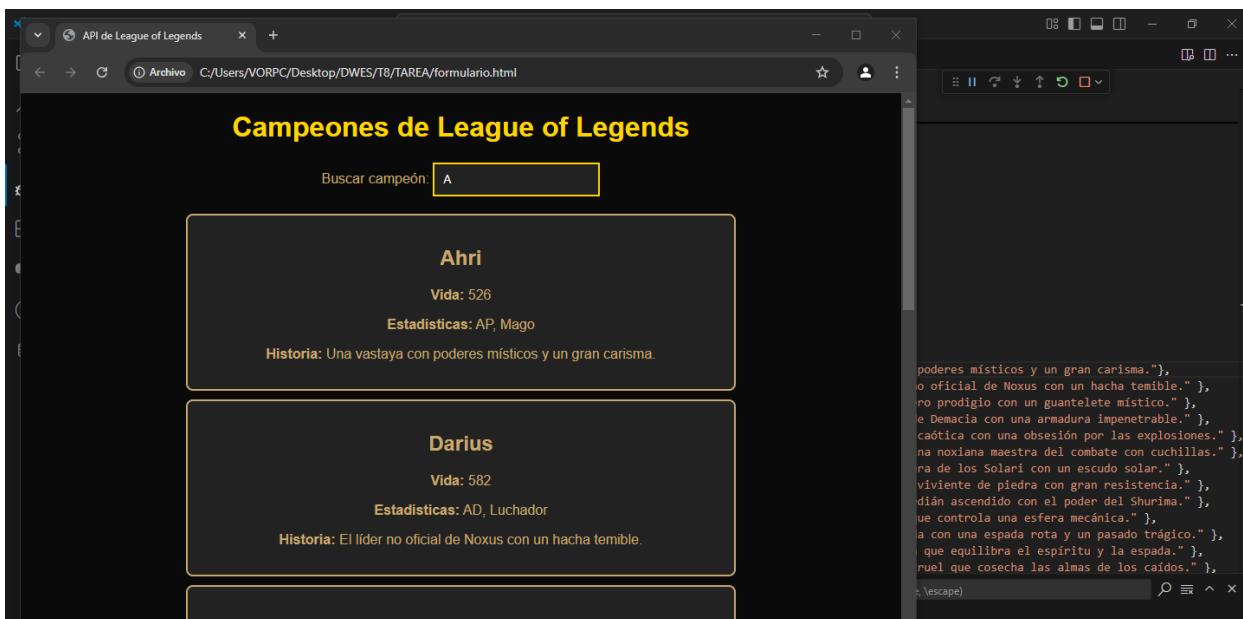 API de League of Legends
Archivo C:/Users/VORPC/Desktop/DWES/T8/TAREA/formulario.html
Campeones de League of Legends
Buscar campeón: A
Ahri
Vida: 526
Estadisticas: AP, Mago
Historia: Una vastaya con poderes místicos y un gran carisma.
Darius
Vida: 582
Estadisticas: AD, Luchador
Historia: El líder no oficial de Noxus con un hacha temible.
poderes místicos y un gran carisma."},
o oficial de Noxus con un hacha temible." },
ro prodigio con un guantelete místico." },
e Demacia con una armadura impenetrable." },
caótica con una obsesión por las explosiones." },
na noxiana maestra del combate con cuchillas." },
ra de los Solari con un escudo solar." },
viviente de piedra con gran resistencia." },
dián ascendido con el poder del Shurima." },
ue controla una esfera mecánica." },
a con una espada rota y un pasado trágico." },
que equilibra el espíritu y la espada." },
ruel que cosecha las almas de los caídos." },
, \escape)